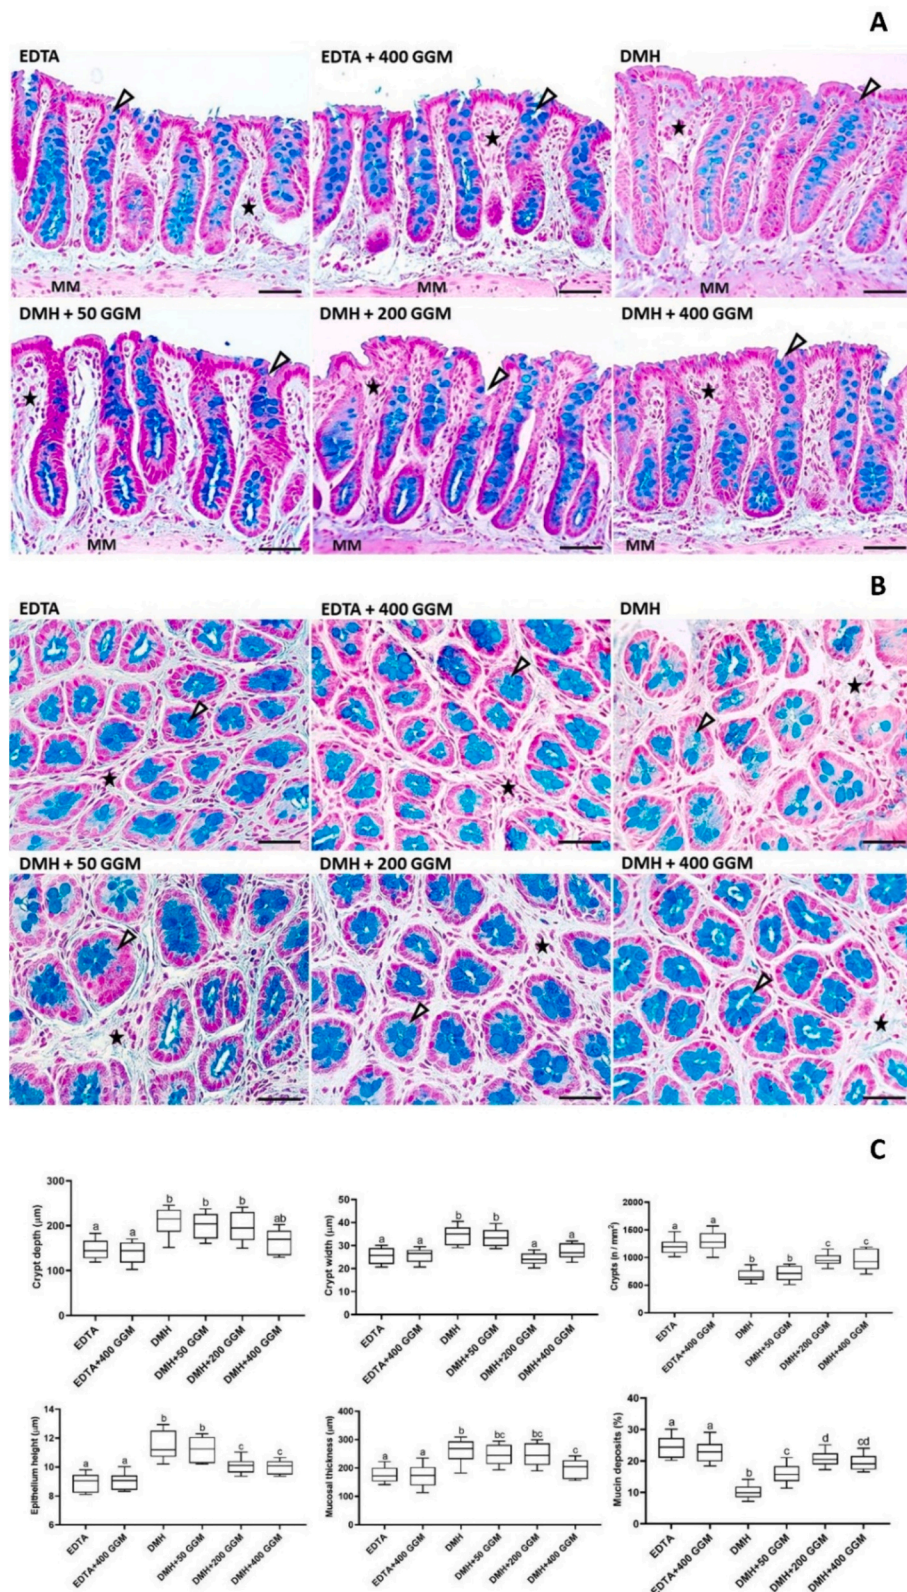 A
EDTA
EDTA + 400 GGM
DMH
MM
MM
MM
DMH + 50 GGM
DMH + 200 GGM
DMH + 400 GGM
MM
MM
MM
B
EDTA
EDTA + 400 GGM
DMH
DMH + 50 GGM
DMH + 200 GGM
DMH + 400 GGM
C
Crypt depth (µm)
300
200
100
0
a
a
b
b
b
ab
EDTA
EDTA+400 GGM
DMH
DMH+50 GGM
DMH+200 GGM
DMH+400 GGM
Crypt width (µm)
50
40
30
20
10
0
a
a
b
b
a
a
EDTA
EDTA+400 GGM
DMH
DMH+50 GGM
DMH+200 GGM
DMH+400 GGM
Crypts (n / mm²)
2000
1500
1000
500
0
a
a
b
b
c
c
EDTA
EDTA+400 GGM
DMH
DMH+50 GGM
DMH+200 GGM
DMH+400 GGM
Epithelium height (µm)
14
12
10
8
6
a
a
b
b
c
c
EDTA
EDTA+400 GGM
DMH
DMH+50 GGM
DMH+200 GGM
DMH+400 GGM
Mucosal thickness (µm)
400
300
200
100
0
a
a
b
bc
bc
c
EDTA
EDTA+400 GGM
DMH
DMH+50 GGM
DMH+200 GGM
DMH+400 GGM
Mucin deposits (%)
40
30
20
10
0
a
a
b
c
d
cd
EDTA
EDTA+400 GGM
DMH
DMH+50 GGM
DMH+200 GGM
DMH+400 GGM